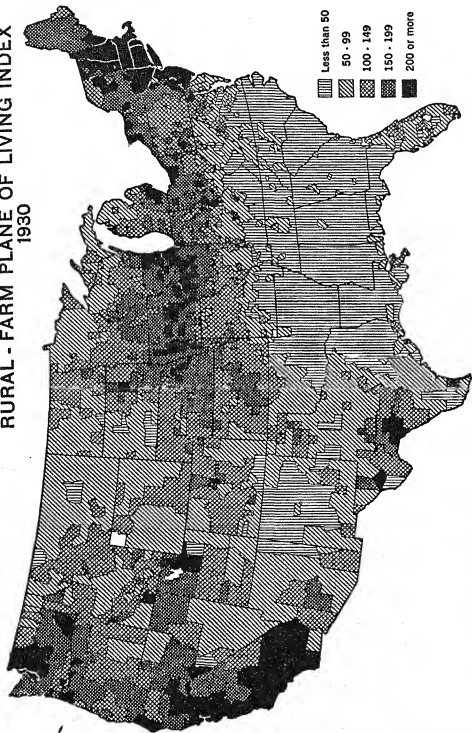 RURAL - FARM PLANE OF LIVING INDEX
1930
Less than 50
50 - 99
100 - 149
150 - 199
200 or more